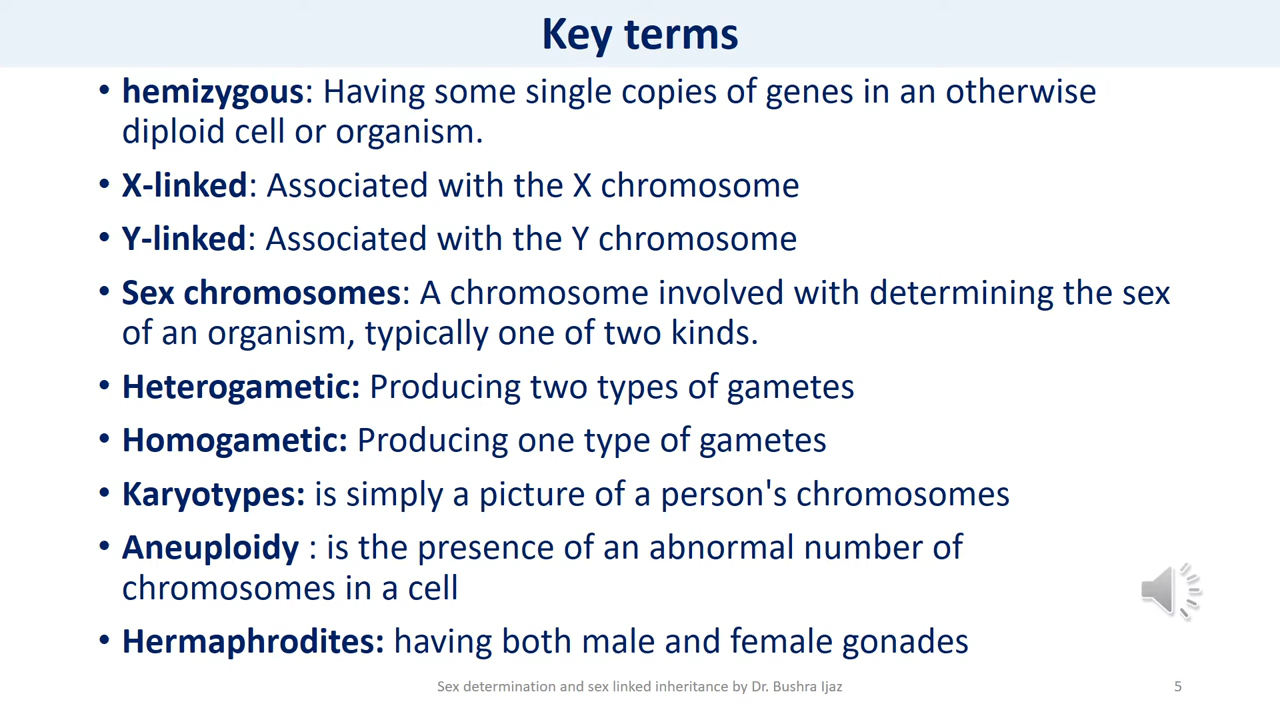 Key terms
• hemizygous: Having some single copies of genes in an otherwise
diploid cell or organism.
• X-linked: Associated with the X chromosome
• Y-linked: Associated with the Y chromosome
• Sex chromosomes: A chromosome involved with determining the sex
of an organism, typically one of two kinds.
• Heterogametic: Producing two types of gametes
• Homogametic: Producing one type of gametes
• Karyotypes: is simply a picture of a person's chromosomes
• Aneuploidy : is the presence of an abnormal number of
chromosomes in a cell
• Hermaphrodites: having both male and female gonades
Sex determination and sex linked inheritance by Dr. Bushra Ijaz
5